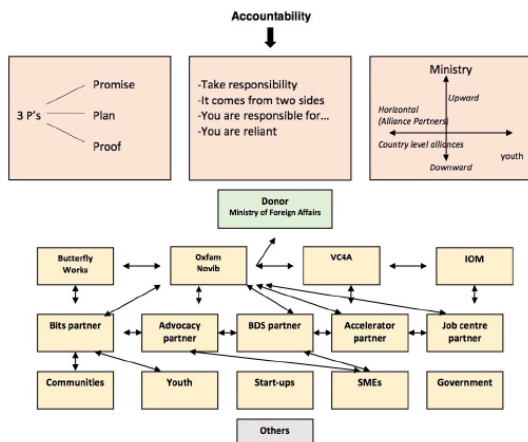 Accountability
Promise
3 P's
Plan
Proof
-Take responsibility
-It comes from two sides
-You are responsible for...
-You are reliant
Ministry
Upward
Horizontal
(Alliance Partners)
Country level alliances
youth
Downward
Donor
Ministry of Foreign Affairs
Butterfly
Works
Oxfam
Novib
VC4A
IOM
Bits partner
Advocacy
partner
BDS partner
Accelerator
partner
Job centre
partner
Communities
Youth
Start-ups
SMEs
Government
Others